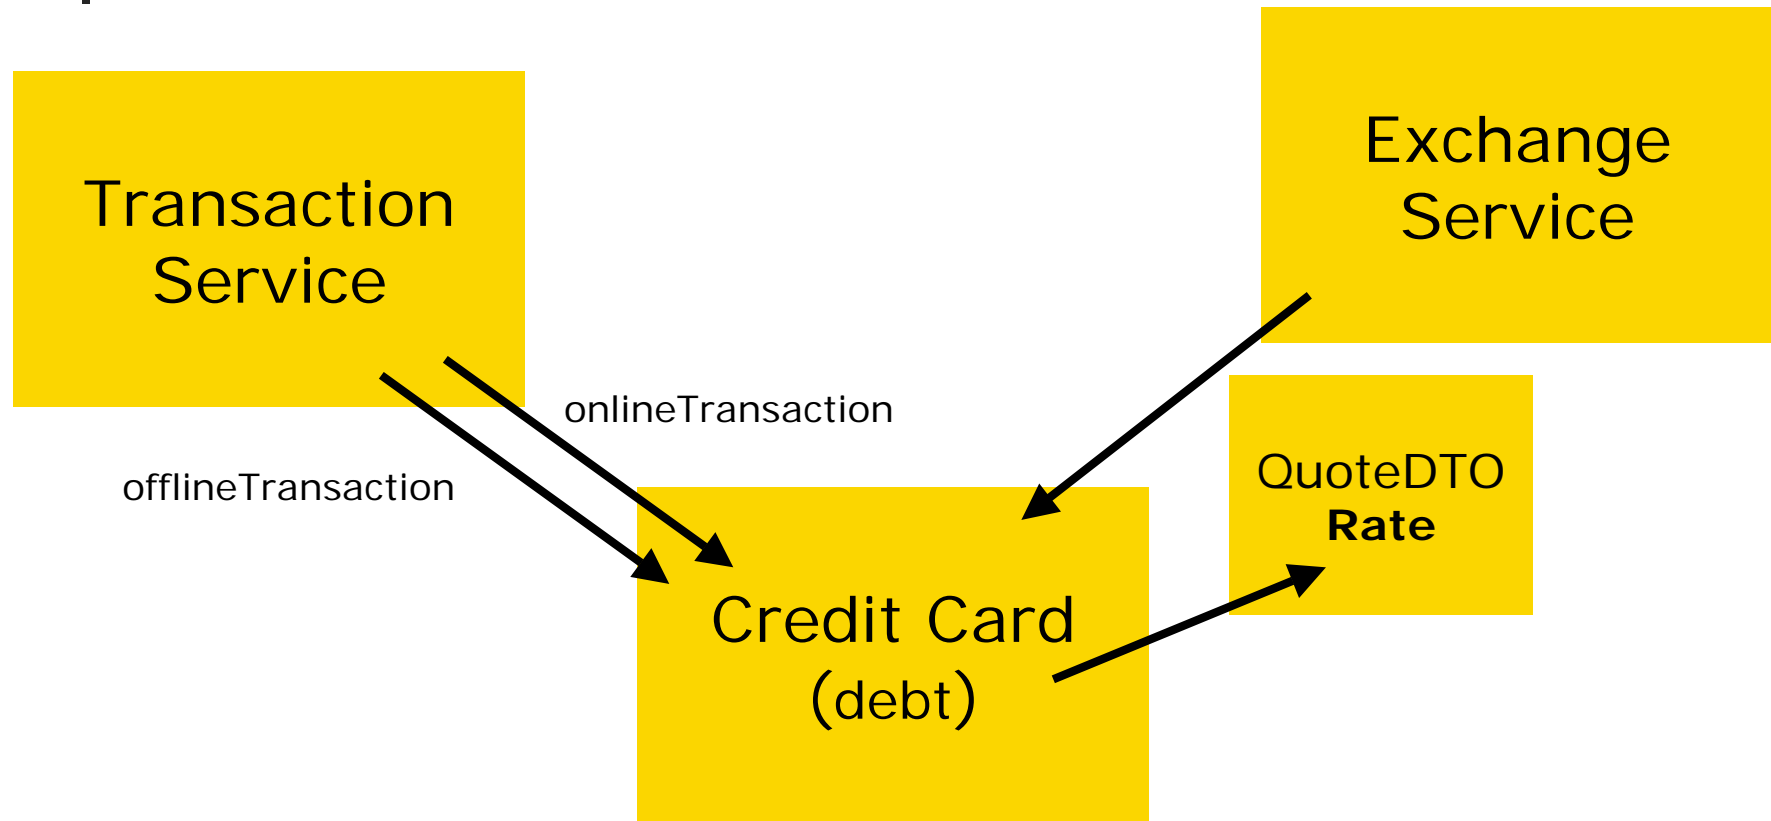 Transaction
Service
Exchange
Service
onlineTransaction
offlineTransaction
QuoteDTO
Rate
Credit Card
(debt)